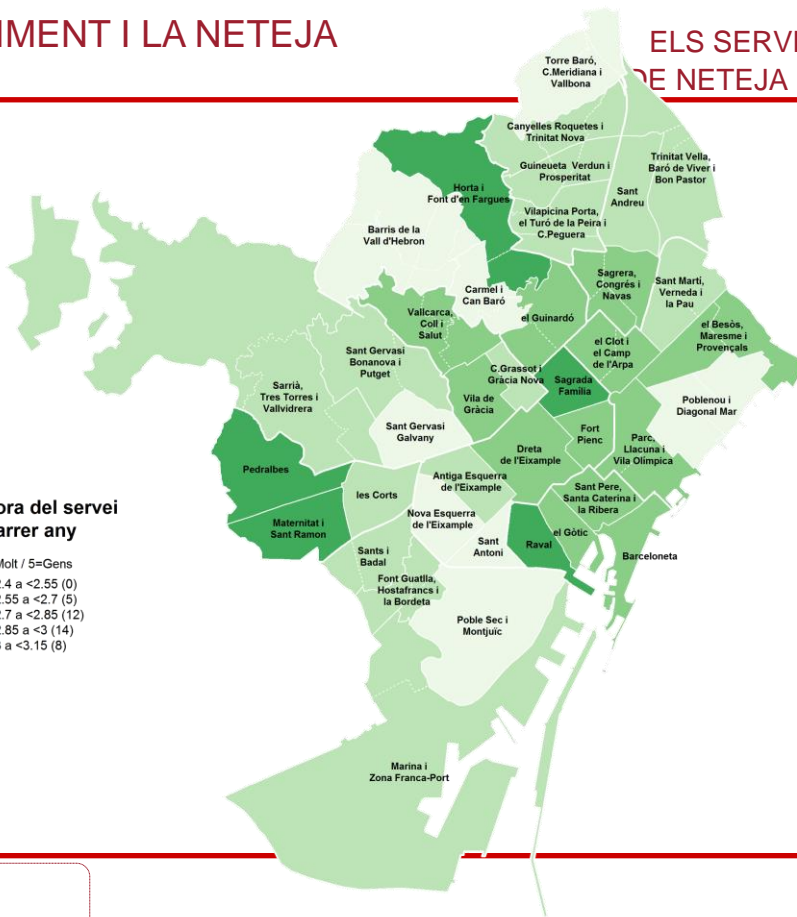 IMENT I LA NETEJA
ELS SERVI
DE NETEJA
Torre Baró,
C.Meridiana i
Vallbona
Canyelles Roquetes i
Trinitat Nova
Guineueta Verdun i
Prosperitat
Trinitat Vella,
Baró de Viver i
Bon Pastor
Sant
Andreu
Horta i
Font d'en Fargues
Vilapicina Porta,
el Turó de la Peira i
C.Peguera
Barris de la
Vall d'Hebron
Carmel i
Can Baró
Sagrera,
Congrés i
Navas
Sant Martí,
Verneda i
la Pau
Vallcarca,
Coll i
Salut
el Guinardó
el Besòs,
Maresme i
Provençals
el Clot i
el Camp
de l'Arpa
Sant Gervasi
Bonanova i
Putget
C.Grassot i
Gràcia Nova
Sagrada
Família
Sarrià,
Tres Torres i
Vallvidrera
Vila de
Gràcia
Poblenou i
Diagonal Mar
Sant Gervasi
Galvany
Fort
Pienc
Parc,
Llacuna i
Vila Olímpica
Dreta
de l'Eixample
Pedralbes
Antiga Esquerra
de l'Eixample
les Corts
Sant Pere,
Santa Caterina i
la Ribera
Nova Esquerra
de l'Eixample
Maternitat i
Sant Ramon
el Gòtic
Sant
Antoni
Raval
Barceloneta
Sants i
Badal
Font Guatlla,
Hostafrancs i
la Bordeta
Poble Sec i
Montjuïc
Marina i
Zona Franca-Port
ora del servei
arrer any
Molt / 5=Gens
2.4 a <2.55 (0)
2.55 a <2.7 (5)
2.7 a <2.85 (12)
2.85 a <3 (14)
a <3.15 (8)